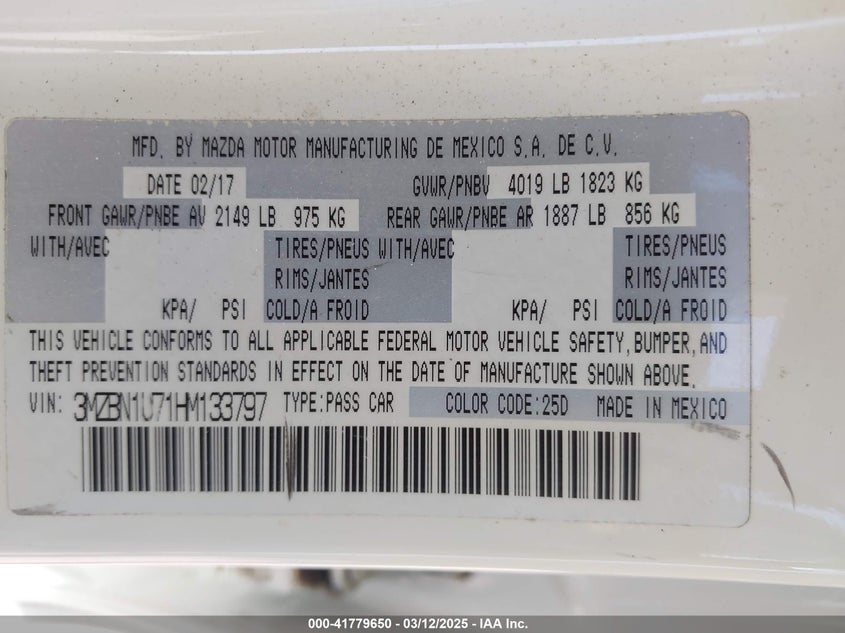 MFD. BY MAZDA MOTOR MANUFACTURING DE MEXICO S.A. DE C.V.
DATE 02/17 GVWR/PNBV 4019 LB 1823 KG
FRONT GAWR/PNBE AV 2149 LB 975 KG REAR GAWR/PNBE AR 1887 LB 856 KG
WITH/AVEC TIRES/PNEUS WITH/AVEC TIRES/PNEUS
RIMS/JANTES RIMS/JANTES
KPA/ PSI COLD/A FROID KPA/ PSI COLD/A FROID
THIS VEHICLE CONFORMS TO ALL APPLICABLE FEDERAL MOTOR VEHICLE SAFETY, BUMPER, AND
THEFT PREVENTION STANDARDS IN EFFECT ON THE DATE OF MANUFACTURE SHOWN ABOVE.
VIN: 3MZBN1U71HM133797 TYPE:PASS CAR COLOR CODE:25D MADE IN MEXICO
000-41779650 - 03/12/2025 - IAA Inc.